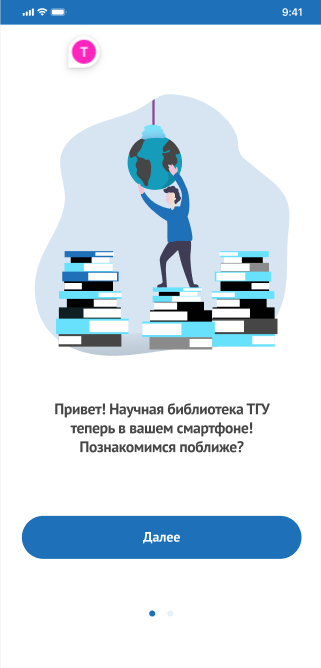 9:41
T
Привет! Научная библиотека ТГУ
теперь в вашем смартфоне!
Познакомимся поближе?
Далее